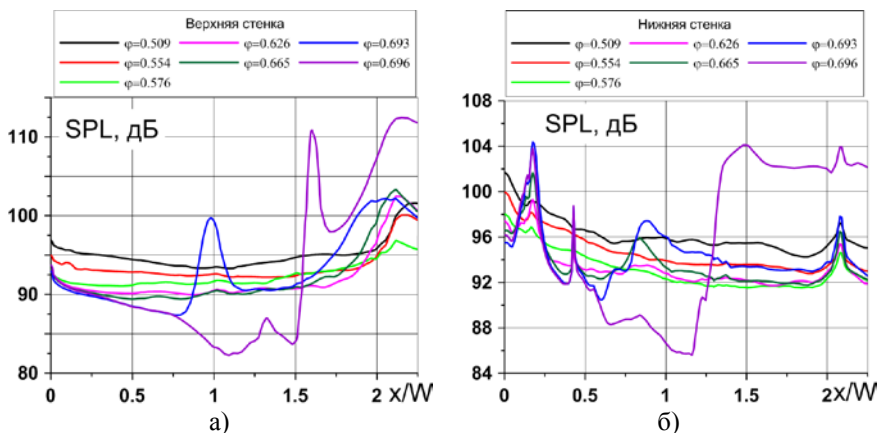 Верхняя стенка
φ=0.509 φ=0.626 φ=0.693
φ=0.554 φ=0.665 φ=0.696
φ=0.576
SPL, дБ
110
100
90
80
0 0.5 1 1.5 2 x/W
а)
Нижняя стенка
φ=0.509 φ=0.626 φ=0.693
φ=0.554 φ=0.665 φ=0.696
φ=0.576
108
SPL, дБ
104
100
96
92
88
84
0 0.5 1 1.5 2 x/W
б)